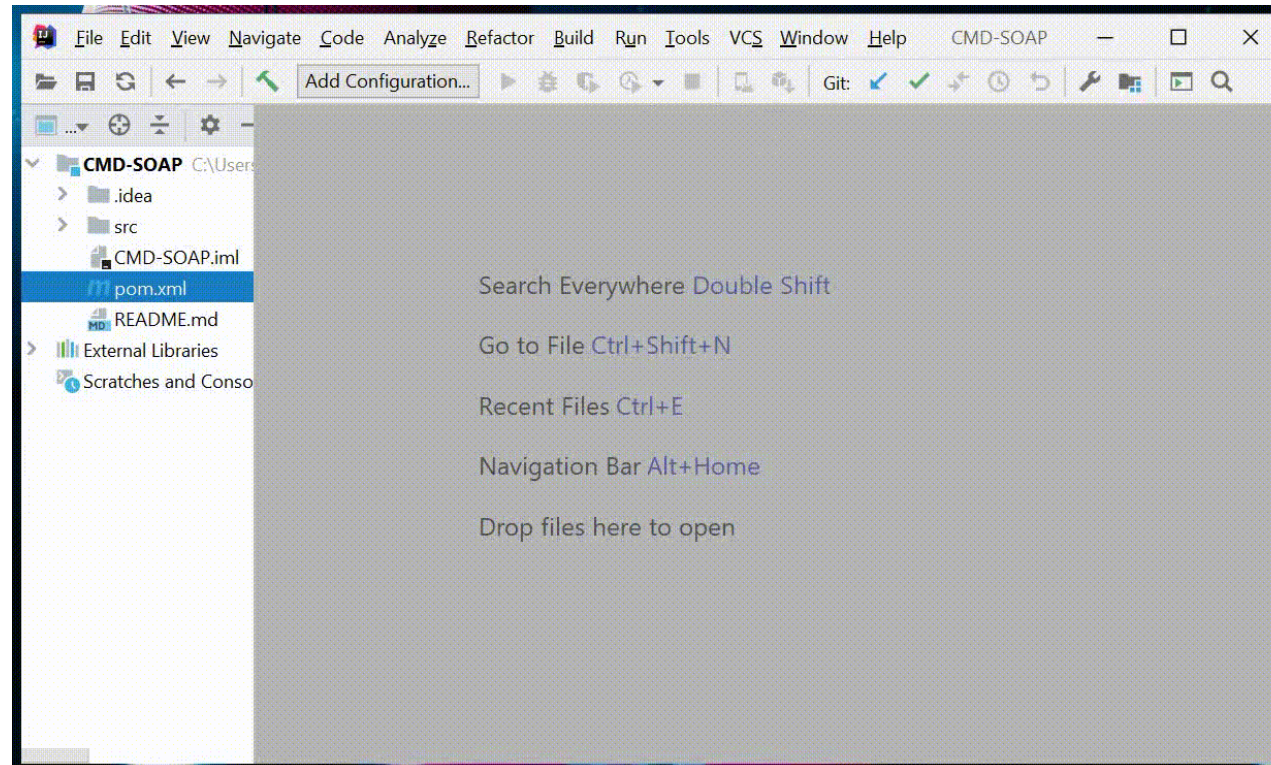 IJ File Edit View Navigate Code Analyze Refactor Build Run Tools VCS Window Help CMD-SOAP
Add Configuration... Git:
...
CMD-SOAP C:\Users
.idea
src
CMD-SOAP.iml
m pom.xml
MD README.md
External Libraries
Scratches and Conso
Search Everywhere Double Shift
Go to File Ctrl+Shift+N
Recent Files Ctrl+E
Navigation Bar Alt+Home
Drop files here to open